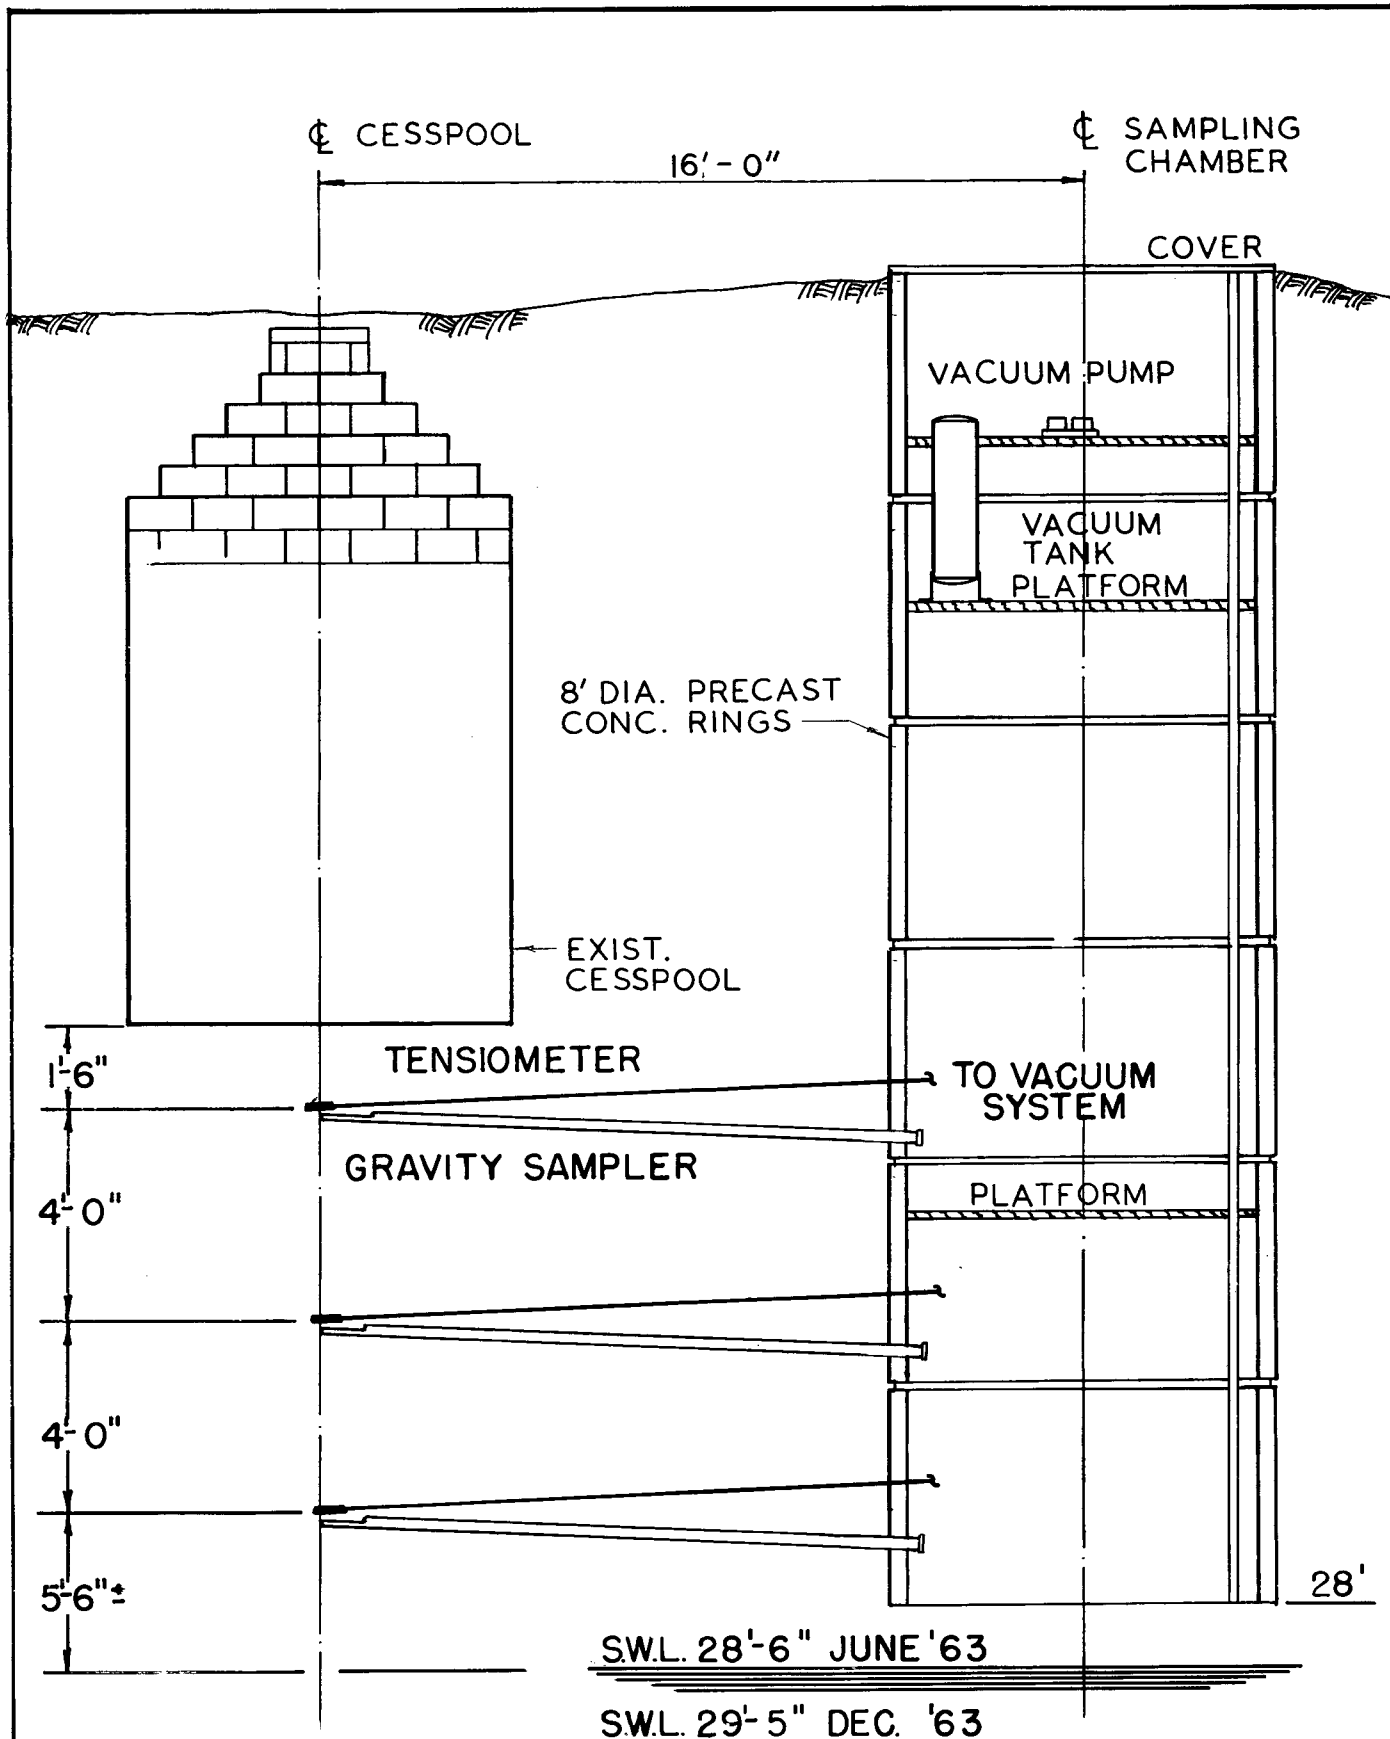 ℄ CESSPOOL
℄ SAMPLING
CHAMBER
16'-0"
COVER
VACUUM PUMP
VACUUM
TANK
PLATFORM
8' DIA. PRECAST
CONC. RINGS
EXIST.
CESSPOOL
1'-6"
TENSIOMETER
TO VACUUM
SYSTEM
GRAVITY SAMPLER
4'-0"
PLATFORM
4'-0"
5'-6"±
28'
S.W.L. 28'-6" JUNE '63
S.W.L. 29'-5" DEC. '63